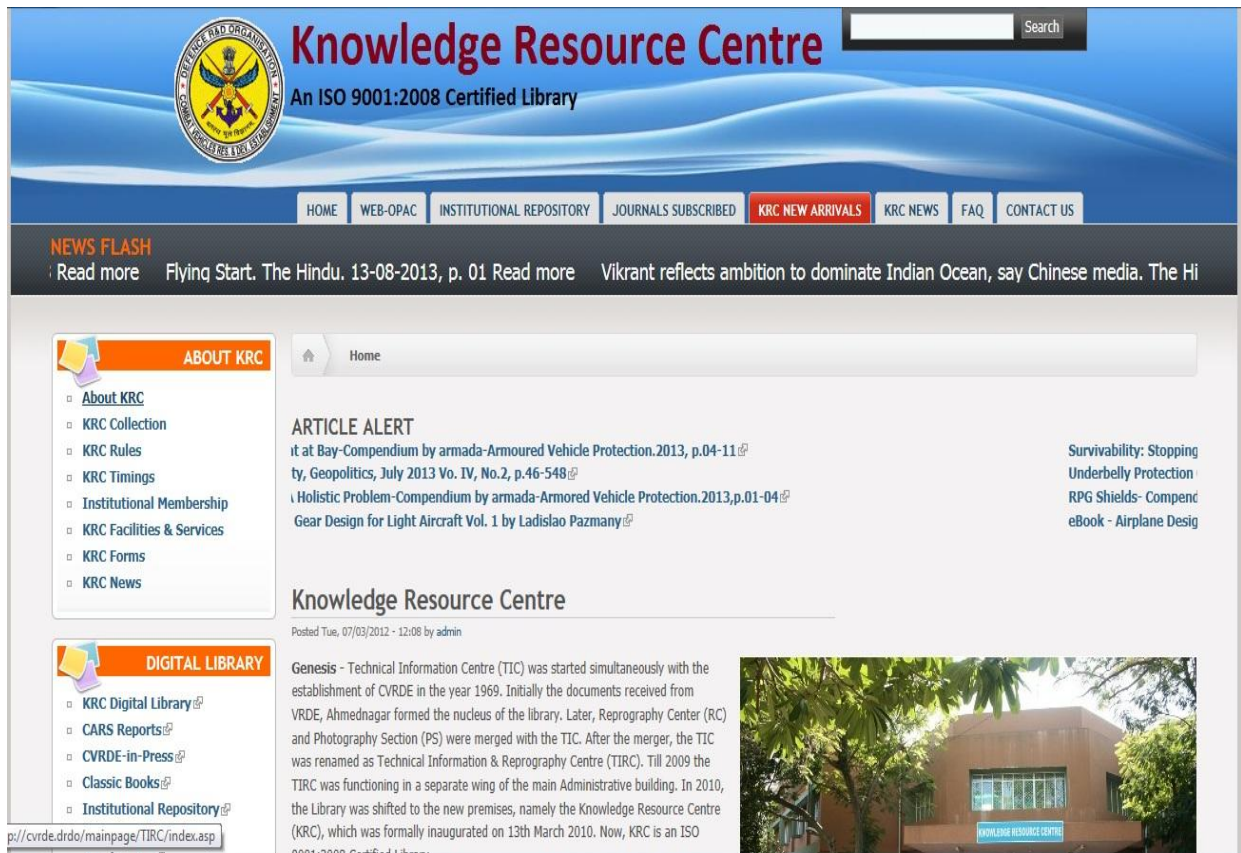 Knowledge Resource Centre
Search
An ISO 9001:2008 Certified Library
DEFENCE R&D ORGANISATION
COMBAT VEHICLES RES. & DEV. ESTABLISHMENT
HOME WEB-OPAC INSTITUTIONAL REPOSITORY JOURNALS SUBSCRIBED KRC NEW ARRIVALS KRC NEWS FAQ CONTACT US
NEWS FLASH
Read more Flying Start. The Hindu. 13-08-2013, p. 01 Read more Vikrant reflects ambition to dominate Indian Ocean, say Chinese media. The Hi
ABOUT KRC
About KRC
KRC Collection
KRC Rules
KRC Timings
Institutional Membership
KRC Facilities & Services
KRC Forms
KRC News
DIGITAL LIBRARY
KRC Digital Library
CARS Reports
CVRDE-in-Press
Classic Books
Institutional Repository
p://cvrde.drdo/mainpage/TIRC/index.asp
Home
ARTICLE ALERT
at Bay-Compendium by armada-Armoured Vehicle Protection.2013, p.04-11
ty, Geopolitics, July 2013 Vo. IV, No.2, p.46-548
Holistic Problem-Compendium by armada-Armored Vehicle Protection.2013,p.01-04
Gear Design for Light Aircraft Vol. 1 by Ladislao Pazmany
Survivability: Stopping
Underbelly Protection
RPG Shields- Compend
eBook - Airplane Desig
Knowledge Resource Centre
Posted Tue, 07/03/2012 - 12:08 by admin
Genesis - Technical Information Centre (TIC) was started simultaneously with the
establishment of CVRDE in the year 1969. Initially the documents received from
VRDE, Ahmednagar formed the nucleus of the library. Later, Reprography Center (RC)
and Photography Section (PS) were merged with the TIC. After the merger, the TIC
was renamed as Technical Information & Reprography Centre (TIRC). Till 2009 the
TIRC was functioning in a separate wing of the main Administrative building. In 2010,
the Library was shifted to the new premises, namely the Knowledge Resource Centre
(KRC), which was formally inaugurated on 13th March 2010. Now, KRC is an ISO
9001:2008 Certified Library
KNOWLEDGE RESOURCE CENTRE